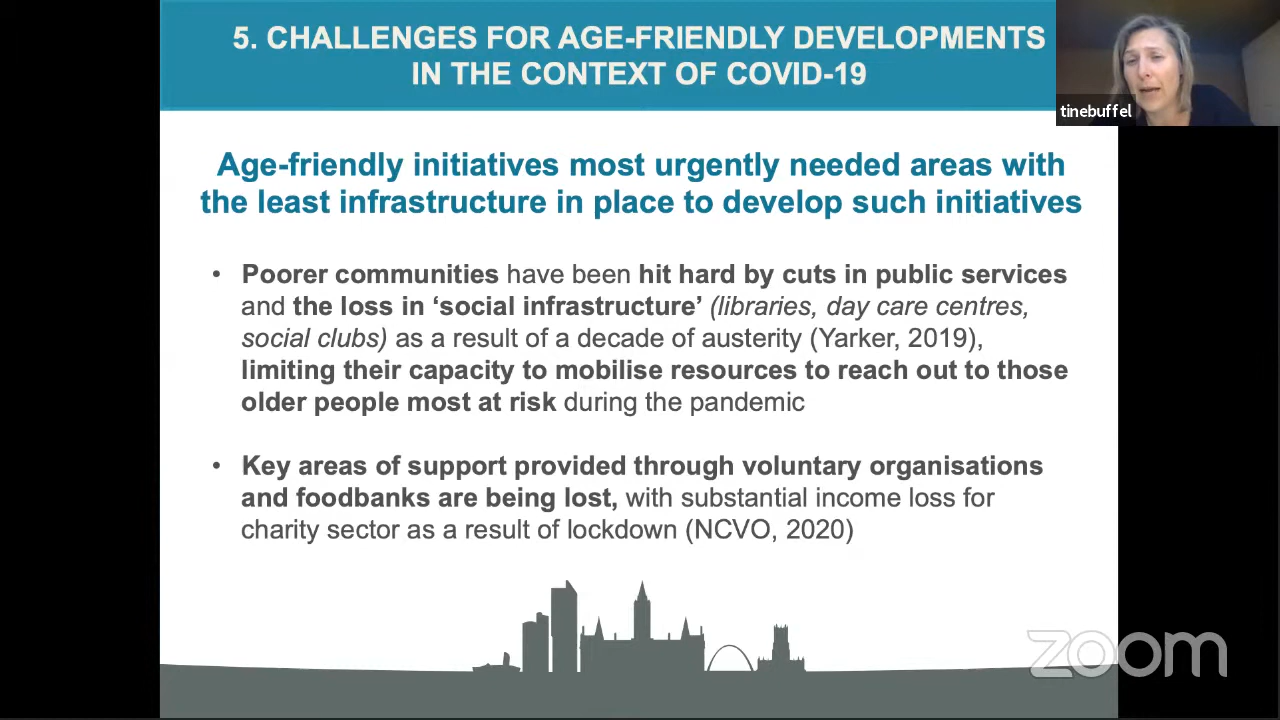 5. CHALLENGES FOR AGE-FRIENDLY DEVELOPMENTS
IN THE CONTEXT OF COVID-19
tinebuffel
Age-friendly initiatives most urgently needed areas with
the least infrastructure in place to develop such initiatives
• Poorer communities have been hit hard by cuts in public services
and the loss in ‘social infrastructure’ (libraries, day care centres,
social clubs) as a result of a decade of austerity (Yarker, 2019),
limiting their capacity to mobilise resources to reach out to those
older people most at risk during the pandemic
• Key areas of support provided through voluntary organisations
and foodbanks are being lost, with substantial income loss for
charity sector as a result of lockdown (NCVO, 2020)
zoom